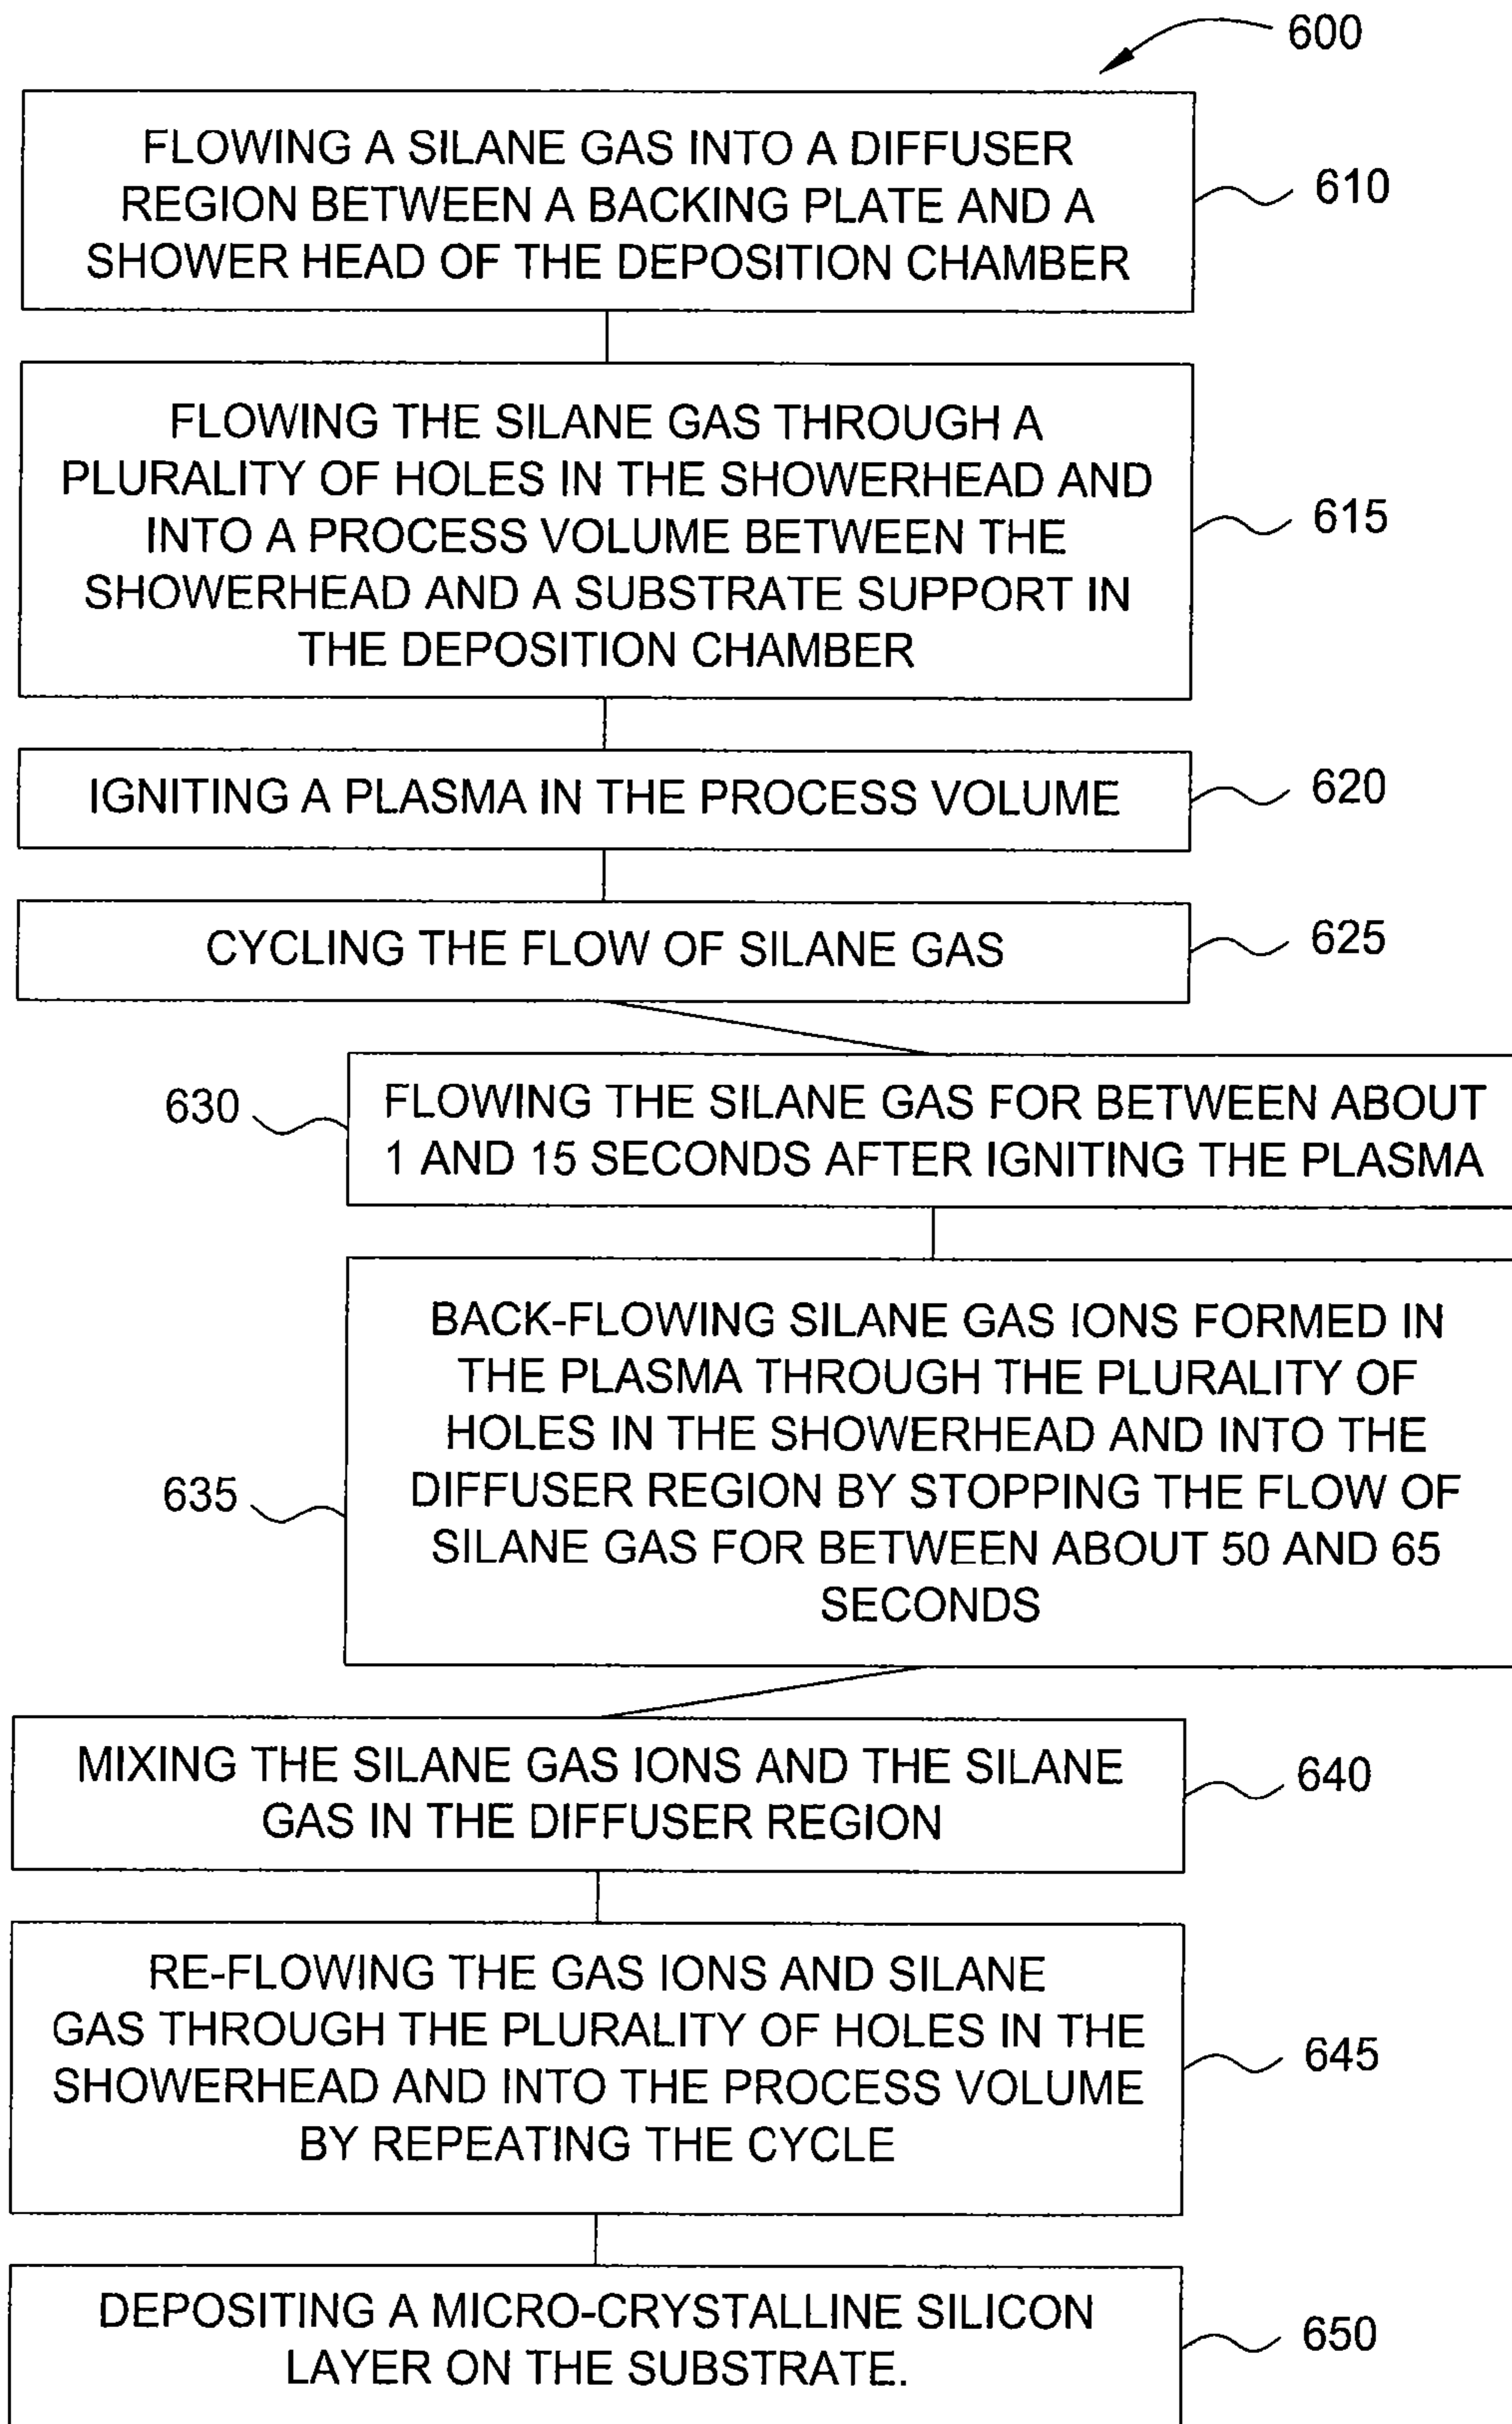 600
FLOWING A SILANE GAS INTO A DIFFUSER
REGION BETWEEN A BACKING PLATE AND A
SHOWER HEAD OF THE DEPOSITION CHAMBER
610
FLOWING THE SILANE GAS THROUGH A
PLURALITY OF HOLES IN THE SHOWERHEAD AND
INTO A PROCESS VOLUME BETWEEN THE
SHOWERHEAD AND A SUBSTRATE SUPPORT IN
THE DEPOSITION CHAMBER
615
IGNITING A PLASMA IN THE PROCESS VOLUME
620
CYCLING THE FLOW OF SILANE GAS
625
630
FLOWING THE SILANE GAS FOR BETWEEN ABOUT
1 AND 15 SECONDS AFTER IGNITING THE PLASMA
635
BACK-FLOWING SILANE GAS IONS FORMED IN
THE PLASMA THROUGH THE PLURALITY OF
HOLES IN THE SHOWERHEAD AND INTO THE
DIFFUSER REGION BY STOPPING THE FLOW OF
SILANE GAS FOR BETWEEN ABOUT 50 AND 65
SECONDS
MIXING THE SILANE GAS IONS AND THE SILANE
GAS IN THE DIFFUSER REGION
640
RE-FLOWING THE GAS IONS AND SILANE
GAS THROUGH THE PLURALITY OF HOLES IN THE
SHOWERHEAD AND INTO THE PROCESS VOLUME
BY REPEATING THE CYCLE
645
DEPOSITING A MICRO-CRYSTALLINE SILICON
LAYER ON THE SUBSTRATE.
650